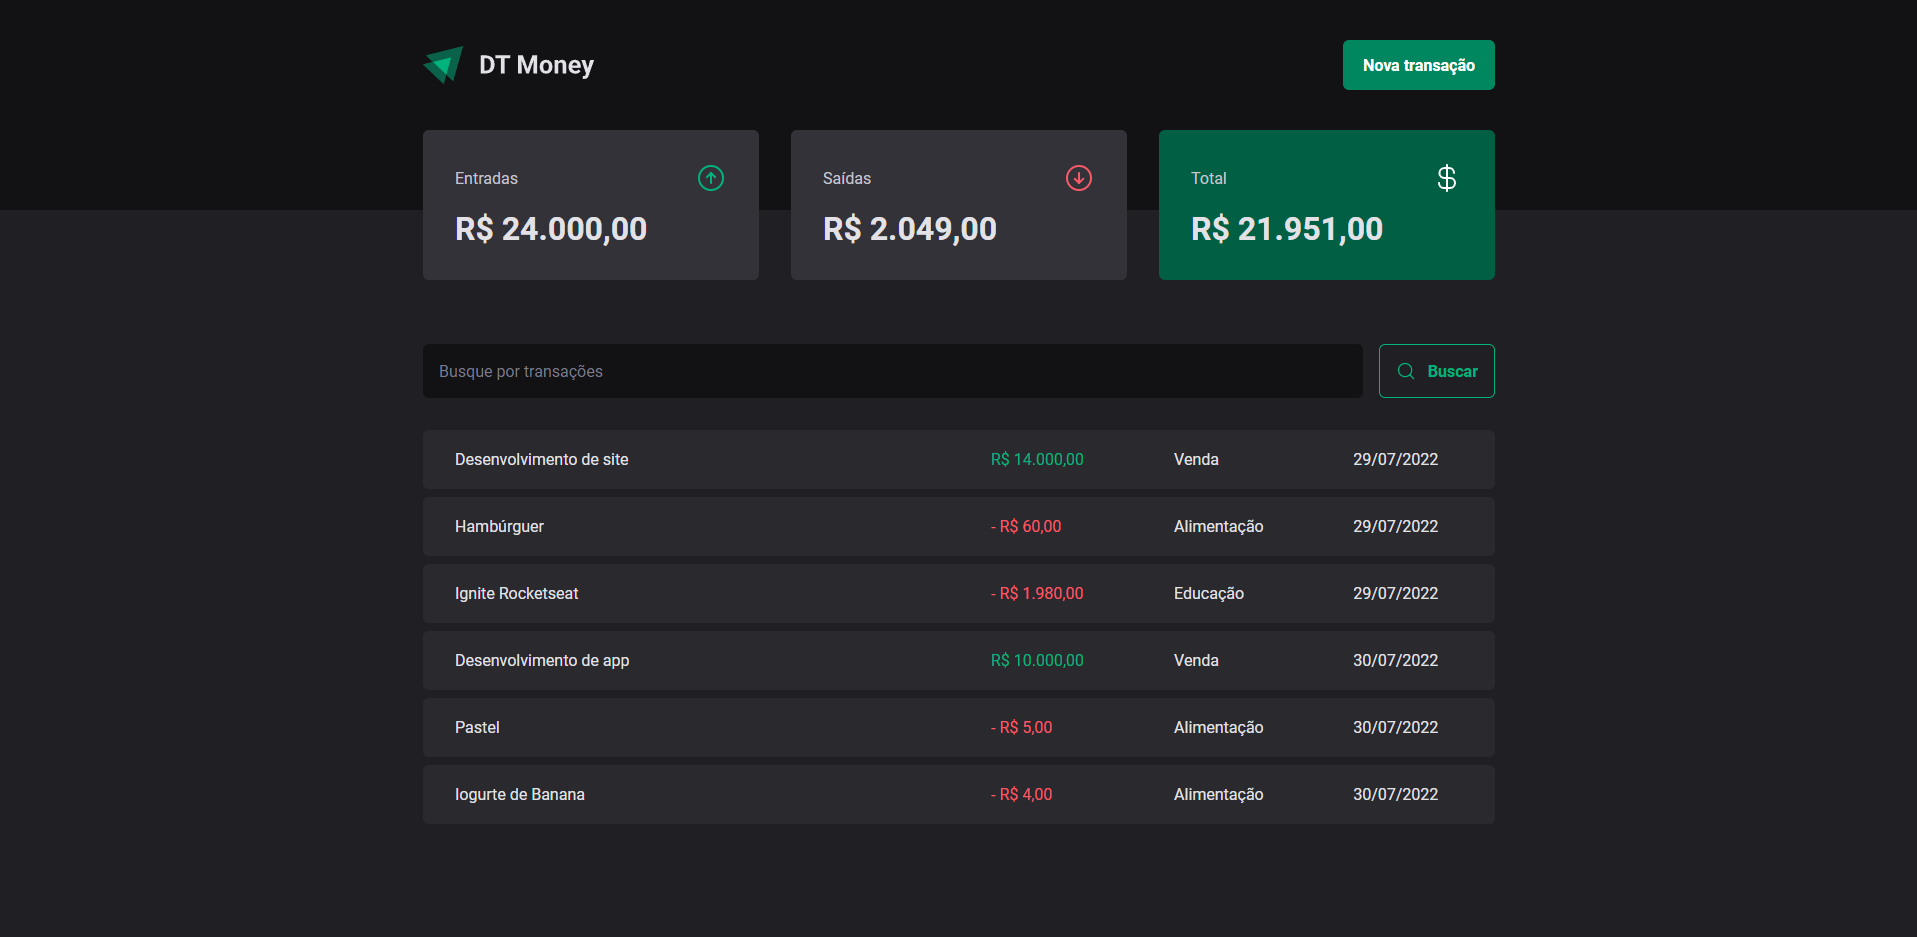 DT Money
Nova transação
Entradas
R$ 24.000,00
Saídas
R$ 2.049,00
Total
$
R$ 21.951,00
Busque por transações
Buscar
Desenvolvimento de site R$ 14.000,00 Venda 29/07/2022
Hambúrguer - R$ 60,00 Alimentação 29/07/2022
Ignite Rocketseat - R$ 1.980,00 Educação 29/07/2022
Desenvolvimento de app R$ 10.000,00 Venda 30/07/2022
Pastel - R$ 5,00 Alimentação 30/07/2022
Iogurte de Banana - R$ 4,00 Alimentação 30/07/2022